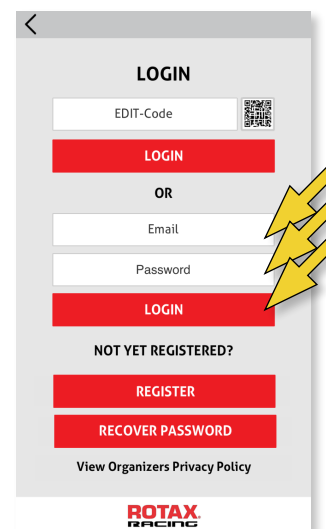 LOGIN
EDIT-Code
LOGIN
OR
Email
Password
LOGIN
NOT YET REGISTERED?
REGISTER
RECOVER PASSWORD
View Organizers Privacy Policy
ROTAX
RACING